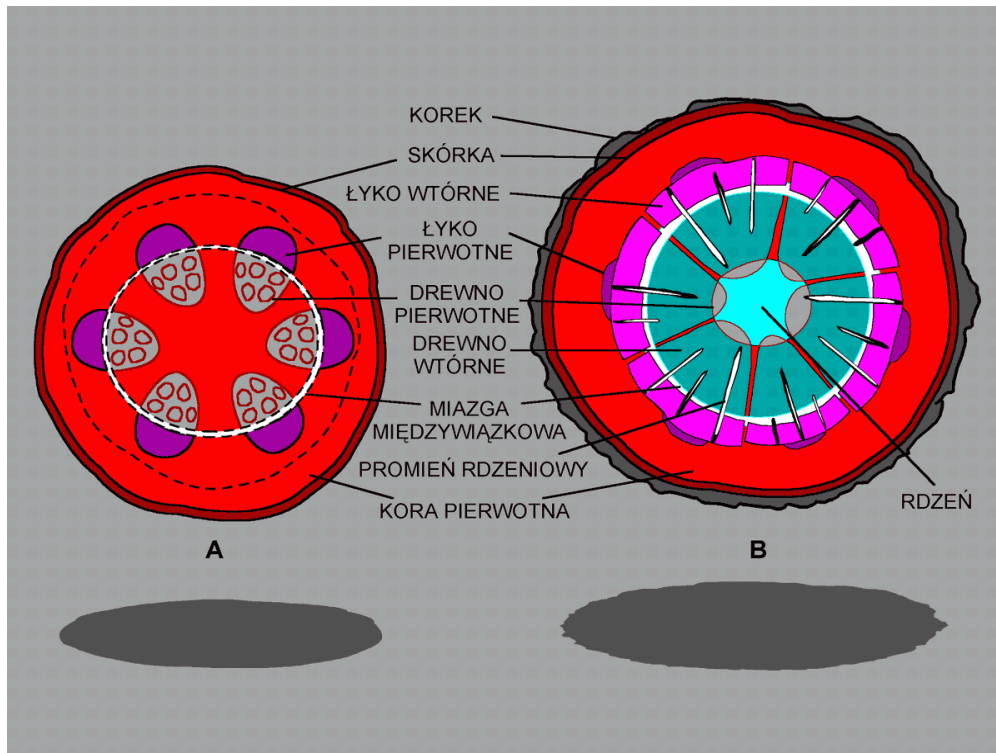 KOREK
SKÓRKA
ŁYKO WTÓRNE
ŁYKO
PIERWOTNE
DREWNO
PIERWOTNE
DREWNO
WTÓRNE
MIAZGA
MIĘDZYWIĄZKOWA
PROMIEŃ RDZENIOWY
KORA PIERWOTNA
RDZEŃ
A
B